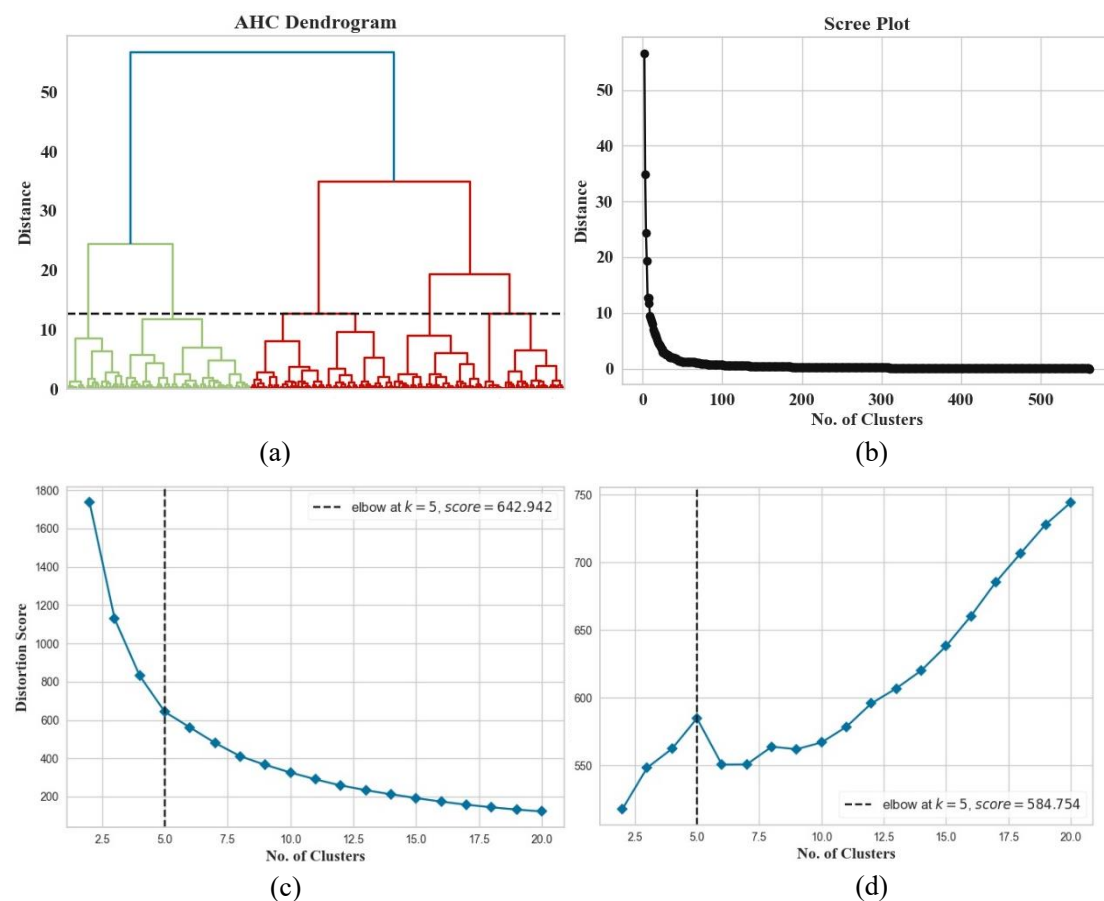 AHC Dendrogram
Distance
50
40
30
20
10
0
(a)
Scree Plot
Distance
50
40
30
20
10
0
0 100 200 300 400 500
No. of Clusters
(b)
Distortion Score
1800
1600
1400
1200
1000
800
600
400
200
elbow at k = 5, score = 642.942
2.5 5.0 7.5 10.0 12.5 15.0 17.5 20.0
No. of Clusters
(c)
750
700
650
600
550
elbow at k = 5, score = 584.754
2.5 5.0 7.5 10.0 12.5 15.0 17.5 20.0
No. of Clusters
(d)